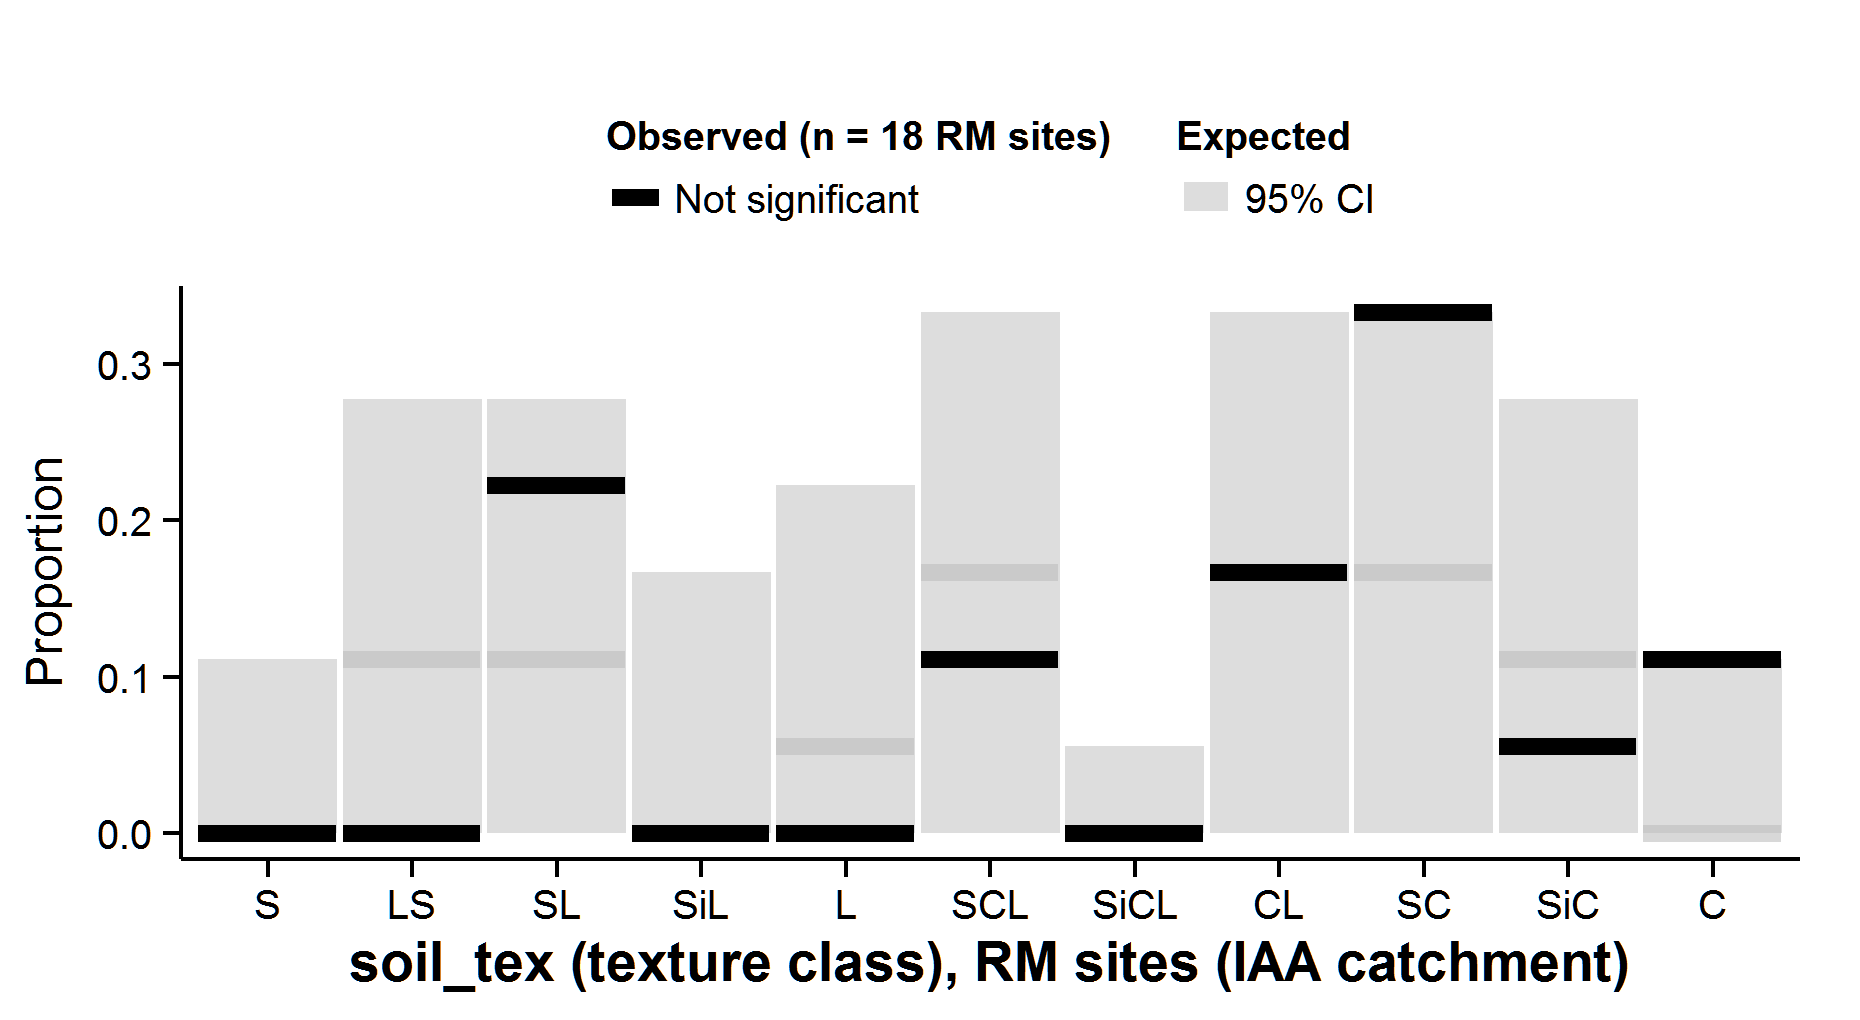 Observed (n = 18 RM sites) Expected
Not significant 95% CI
Proportion
0.3
0.2
0.1
0.0
S LS SL SiL L SCL SiCL CL SC SiC C
soil_tex (texture class), RM sites (IAA catchment)